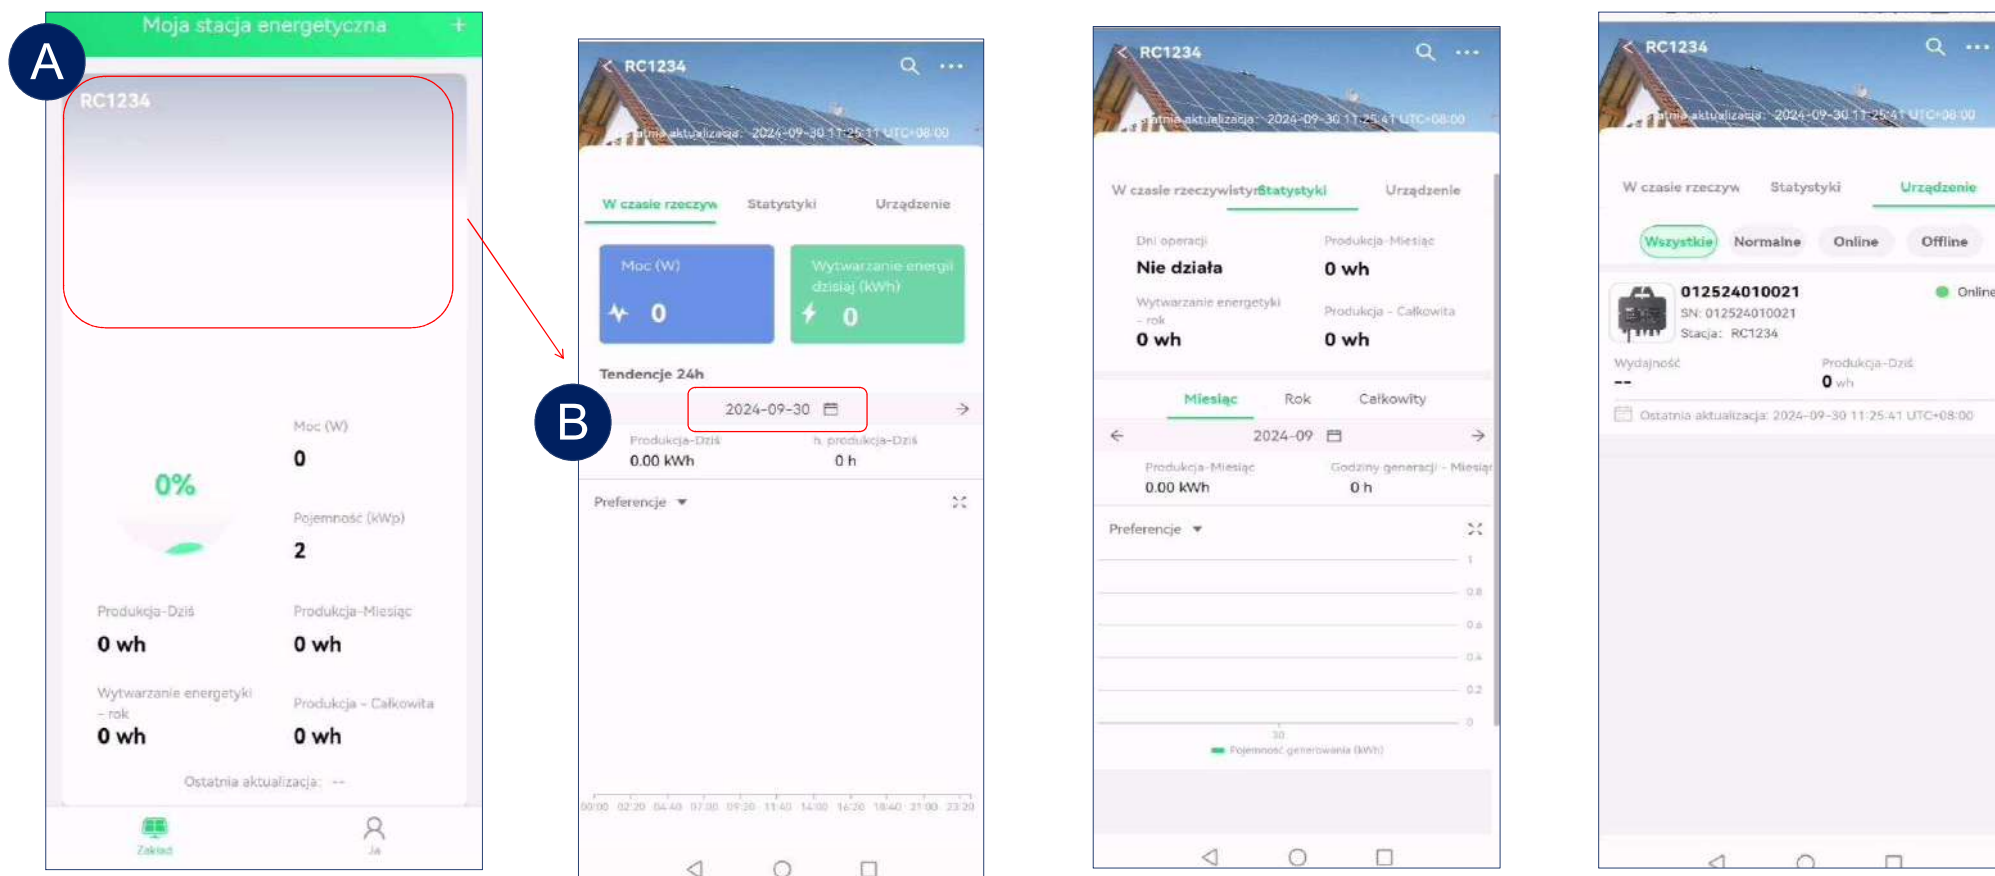 A
Moja stacja energetyczna +
RC1234
Moc (W)
0
0%
Pojemność (kWp)
2
Produkcja-Dziś Produkcja-Miesiąc
0 wh 0 wh
Wytwarzanie energetyki
- rok
Produkcja - Całkowita
0 wh 0 wh
Ostatnia aktualizacja: --
Zakład Ja
RC1234
aktualizacja: 2024-09-30 11:25:11 UTC+08:00
W czasie rzeczyw Statystyki Urządzenie
Moc (W)
0
Wytwarzanie energii
dzisiaj (kWh)
0
Tendencje 24h
B
2024-09-30
Produkcja-Dziś h. produkcja-Dziś
0.00 kWh 0 h
Preferencje
00:00 02:20 04:40 07:00 09:20 11:40 14:00 16:20 18:40 21:00 23:20
RC1234
aktualizacja: 2024-09-30 11:25:41 UTC+08:00
W czasie rzeczywistym Statystyki Urządzenie
Dni operacji Produkcja-Miesiąc
Nie działa 0 wh
Wytwarzanie energetyki
- rok
Produkcja - Całkowita
0 wh 0 wh
Miesiąc Rok Całkowity
2024-09
Produkcja-Miesiąc Godziny generacji - Miesiąc
0.00 kWh 0 h
Preferencje
1
0.8
0.6
0.4
0.2
0
30
Pojemność generowania (kWh)
RC1234
aktualizacja: 2024-09-30 11:25:41 UTC+08:00
W czasie rzeczyw Statystyki Urządzenie
Wszystkie Normalne Online Offline
012524010021 Online
SN: 012524010021
Stacja: RC1234
Wydajność Produkcja-Dziś
-- 0 wh
Ostatnia aktualizacja: 2024-09-30 11:25:41 UTC+08:00